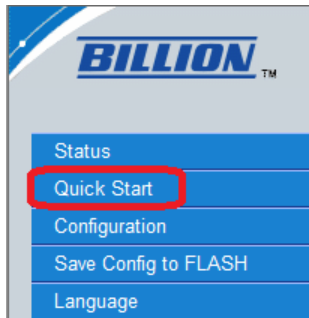 BILLION TM
Status
Quick Start
Configuration
Save Config to FLASH
Language